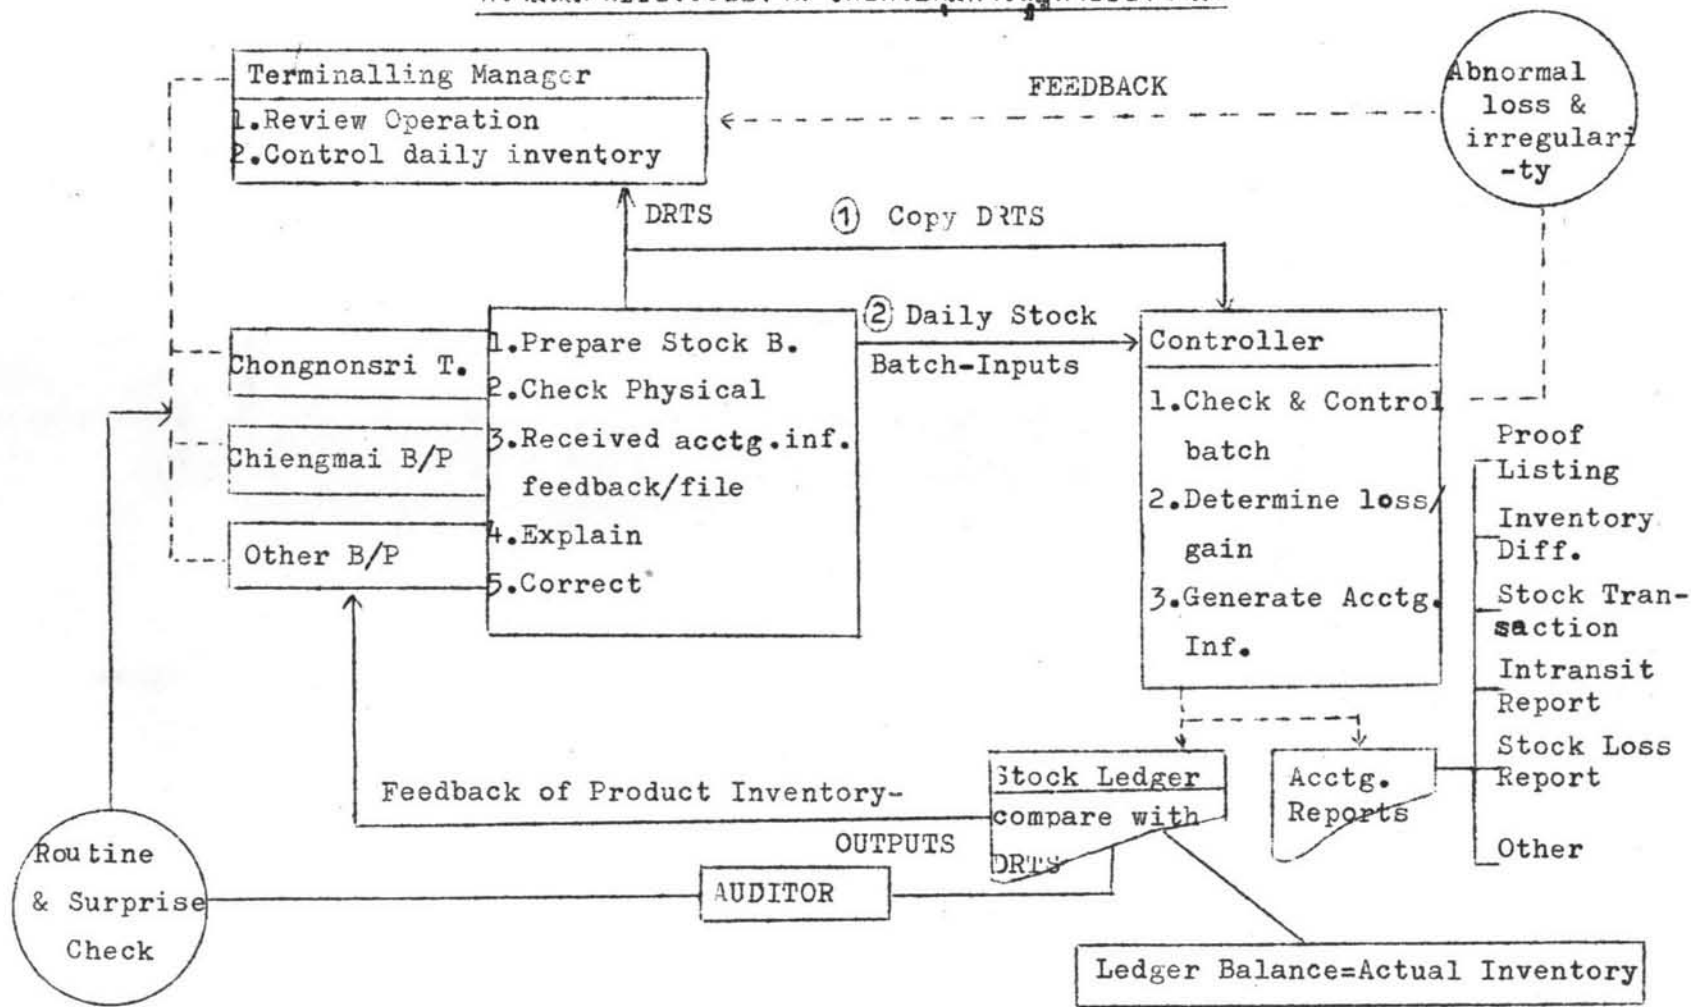 Terminalling Manager
1.Review Operation
2.Control daily inventory
FEEDBACK
Abnormal
loss &
irregulari
-ty
DRTS
① Copy DRTS
Chongnonsri T.
Chiengmai B/P
Other B/P
1.Prepare Stock B.
2.Check Physical
3.Received acctg.inf.
feedback/file
4.Explain
5.Correct
② Daily Stock
Batch-Inputs
Controller
1.Check & Control
batch
2.Determine loss/
gain
3.Generate Acctg.
Inf.
Proof
Listing
Inventory
Diff.
Stock Tran-
saction
Intransit
Report
Stock Loss
Report
Other
Feedback of Product Inventory-
OUTPUTS
Stock Ledger
compare with
DRTS
Acctg.
Reports
Routine
& Surprise
Check
AUDITOR
Ledger Balance=Actual Inventory